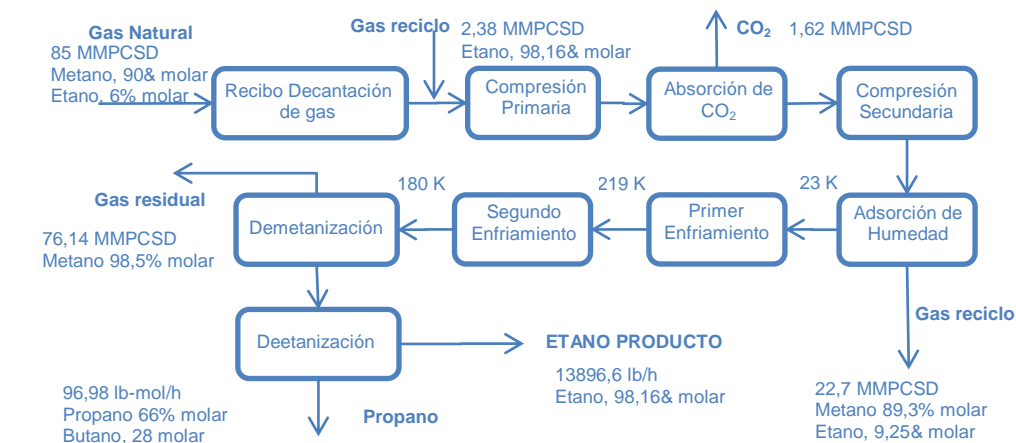 Gas Natural
85 MMPCSD
Metano, 90& molar
Etano, 6% molar
Recibo Decantación
de gas
Gas reciclo
2,38 MMPCSD
Etano, 98,16& molar
Compresión
Primaria
CO₂ 1,62 MMPCSD
Absorción de
CO₂
Compresión
Secundaria
Gas residual
76,14 MMPCSD
Metano 98,5% molar
Demetanización
180 K
Segundo
Enfriamiento
219 K
Primer
Enfriamiento
23 K
Adsorción de
Humedad
Gas reciclo
22,7 MMPCSD
Metano 89,3% molar
Etano, 9,25& molar
Deetanización
ETANO PRODUCTO
13896,6 lb/h
Etano, 98,16& molar
96,98 lb-mol/h
Propano 66% molar
Butano, 28 molar
Propano